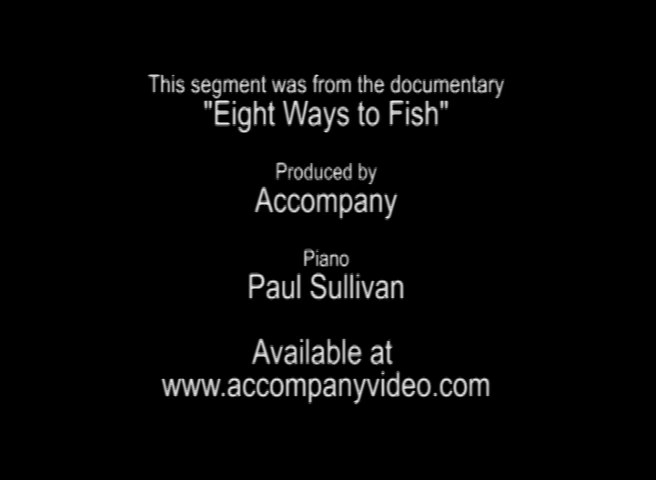 This segment was from the documentary
"Eight Ways to Fish"
Produced by
Accompany
Piano
Paul Sullivan
Available at
www.accompanyvideo.com